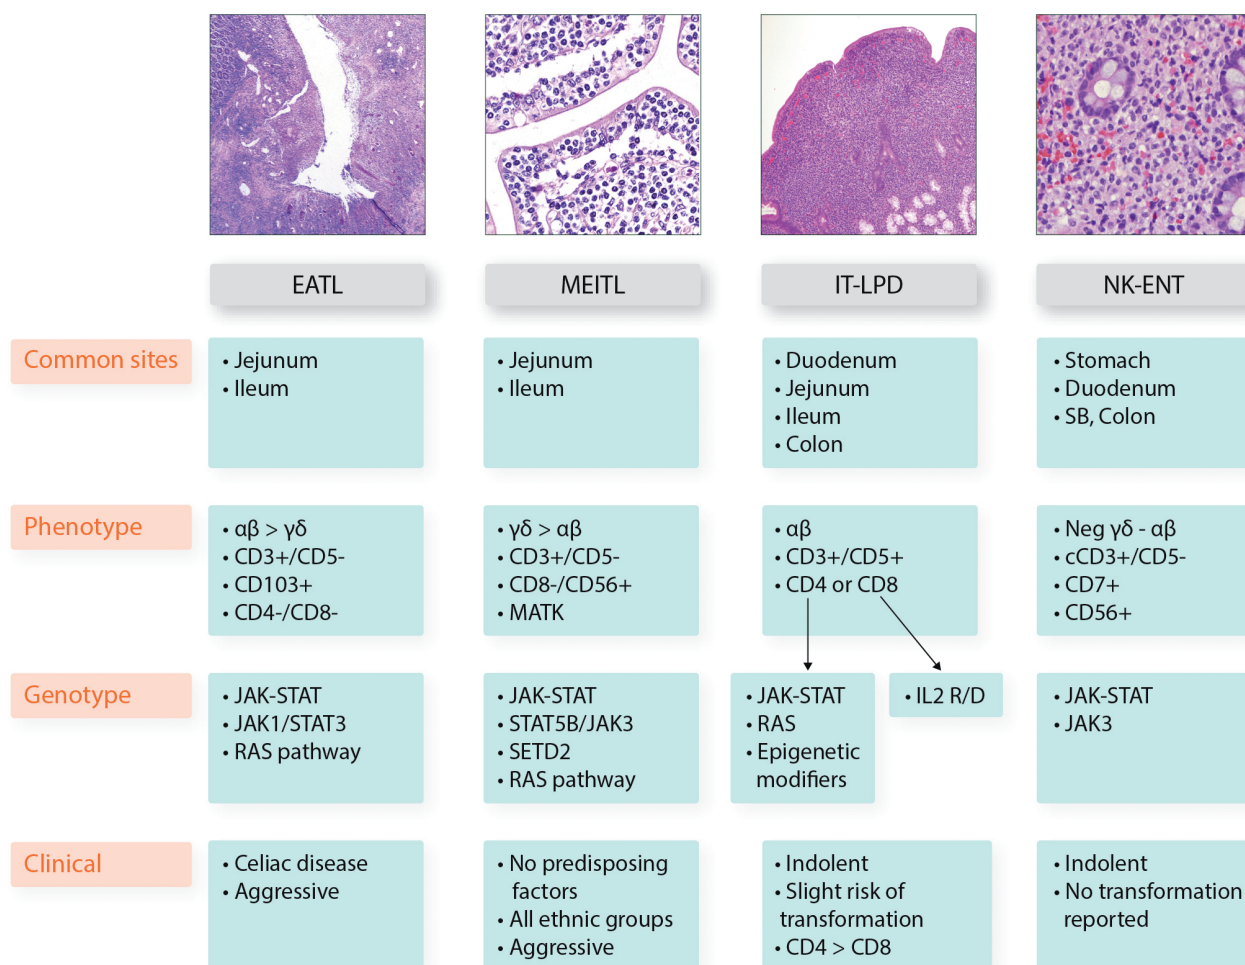 EATL
MEITL
IT-LPD
NK-ENT
Common sites
• Jejunum
• Ileum
• Jejunum
• Ileum
• Duodenum
• Jejunum
• Ileum
• Colon
• Stomach
• Duodenum
• SB, Colon
Phenotype
• αβ > γδ
• CD3+/CD5-
• CD103+
• CD4-/CD8-
• γδ > αβ
• CD3+/CD5-
• CD8-/CD56+
• MATK
• αβ
• CD3+/CD5+
• CD4 or CD8
• Neg γδ - αβ
• cCD3+/CD5-
• CD7+
• CD56+
Genotype
• JAK-STAT
• JAK1/STAT3
• RAS pathway
• JAK-STAT
• STAT5B/JAK3
• SETD2
• RAS pathway
• JAK-STAT
• RAS
• Epigenetic
modifiers
• IL2 R/D
• JAK-STAT
• JAK3
Clinical
• Celiac disease
• Aggressive
• No predisposing
factors
• All ethnic groups
• Aggressive
• Indolent
• Slight risk of
transformation
• CD4 > CD8
• Indolent
• No transformation
reported